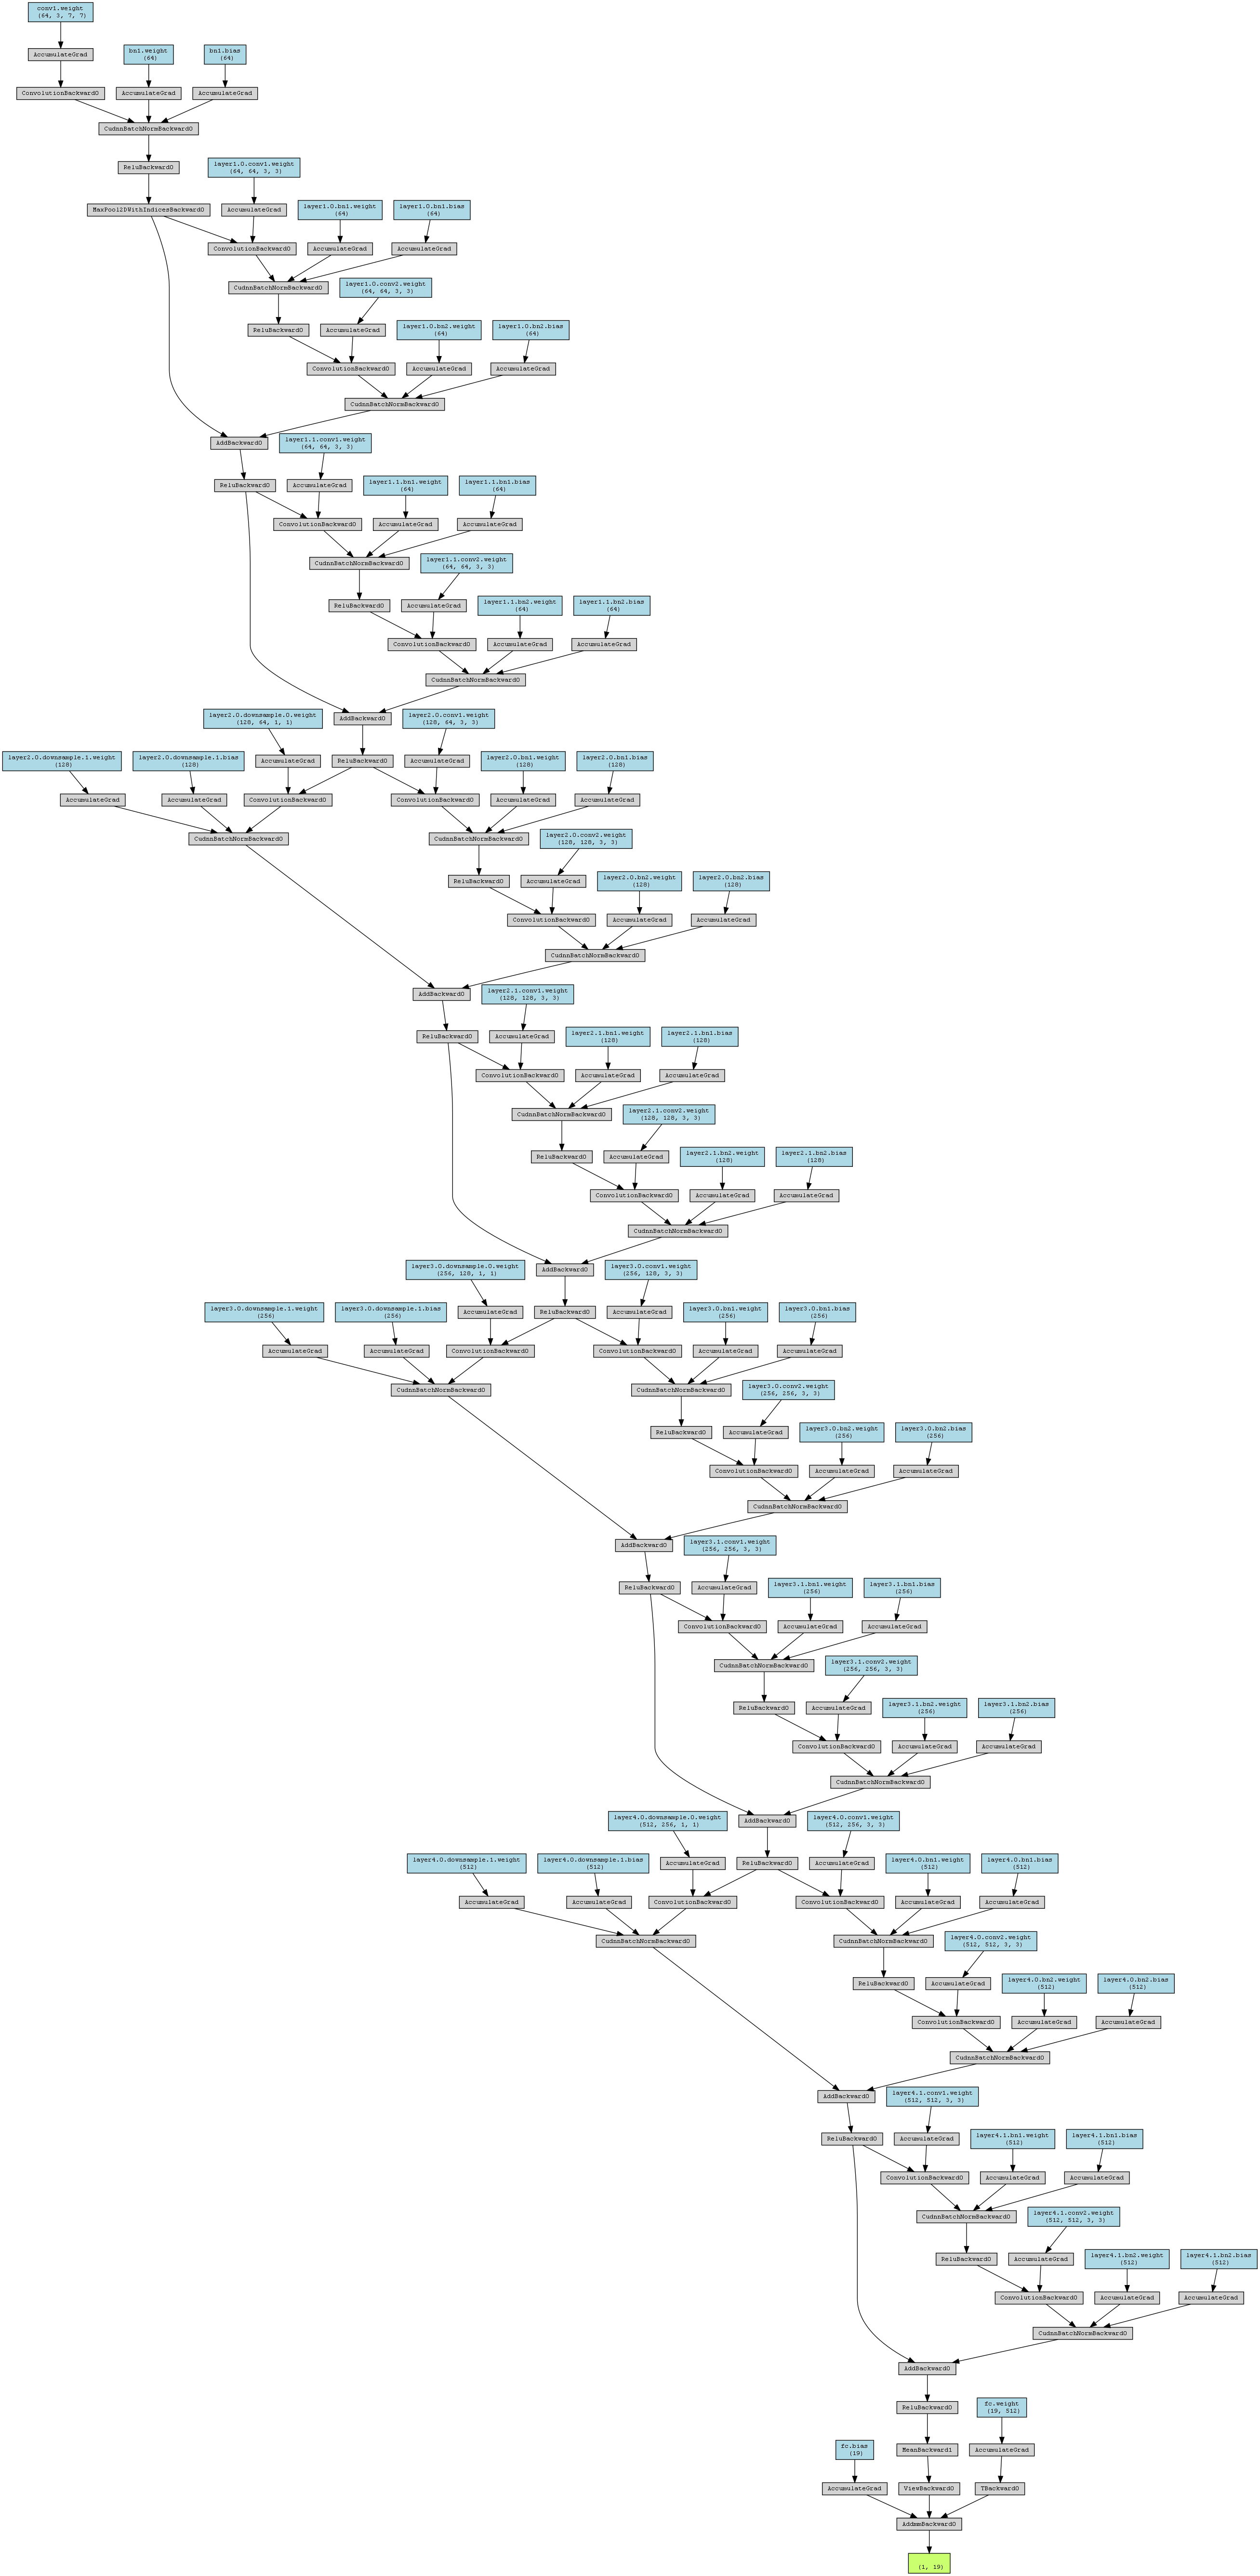 conv1.weight
(64, 3, 7, 7)
AccumulateGrad
bn1.weight
(64)
bn1.bias
(64)
ConvolutionBackward0
AccumulateGrad
AccumulateGrad
CudnnBatchNormBackward0
ReluBackward0
layer1.0.conv1.weight
(64, 64, 3, 3)
MaxPool2DWithIndicesBackward0
AccumulateGrad
layer1.0.bn1.weight
(64)
layer1.0.bn1.bias
(64)
ConvolutionBackward0
AccumulateGrad
AccumulateGrad
CudnnBatchNormBackward0
layer1.0.conv2.weight
(64, 64, 3, 3)
ReluBackward0
AccumulateGrad
layer1.0.bn2.weight
(64)
layer1.0.bn2.bias
(64)
ConvolutionBackward0
AccumulateGrad
AccumulateGrad
CudnnBatchNormBackward0
AddBackward0
layer1.1.conv1.weight
(64, 64, 3, 3)
ReluBackward0
AccumulateGrad
layer1.1.bn1.weight
(64)
layer1.1.bn1.bias
(64)
ConvolutionBackward0
AccumulateGrad
AccumulateGrad
CudnnBatchNormBackward0
layer1.1.conv2.weight
(64, 64, 3, 3)
ReluBackward0
AccumulateGrad
layer1.1.bn2.weight
(64)
layer1.1.bn2.bias
(64)
ConvolutionBackward0
AccumulateGrad
AccumulateGrad
CudnnBatchNormBackward0
layer2.0.downsample.0.weight
(128, 64, 1, 1)
AddBackward0
layer2.0.conv1.weight
(128, 64, 3, 3)
layer2.0.downsample.1.weight
(128)
layer2.0.downsample.1.bias
(128)
AccumulateGrad
ReluBackward0
AccumulateGrad
layer2.0.bn1.weight
(128)
layer2.0.bn1.bias
(128)
AccumulateGrad
AccumulateGrad
ConvolutionBackward0
ConvolutionBackward0
AccumulateGrad
AccumulateGrad
CudnnBatchNormBackward0
CudnnBatchNormBackward0
layer2.0.conv2.weight
(128, 128, 3, 3)
ReluBackward0
AccumulateGrad
layer2.0.bn2.weight
(128)
layer2.0.bn2.bias
(128)
ConvolutionBackward0
AccumulateGrad
AccumulateGrad
CudnnBatchNormBackward0
AddBackward0
layer2.1.conv1.weight
(128, 128, 3, 3)
ReluBackward0
AccumulateGrad
layer2.1.bn1.weight
(128)
layer2.1.bn1.bias
(128)
ConvolutionBackward0
AccumulateGrad
AccumulateGrad
CudnnBatchNormBackward0
layer2.1.conv2.weight
(128, 128, 3, 3)
ReluBackward0
AccumulateGrad
layer2.1.bn2.weight
(128)
layer2.1.bn2.bias
(128)
ConvolutionBackward0
AccumulateGrad
AccumulateGrad
CudnnBatchNormBackward0
layer3.0.downsample.0.weight
(256, 128, 1, 1)
AddBackward0
layer3.0.conv1.weight
(256, 128, 3, 3)
layer3.0.downsample.1.weight
(256)
layer3.0.downsample.1.bias
(256)
AccumulateGrad
ReluBackward0
AccumulateGrad
layer3.0.bn1.weight
(256)
layer3.0.bn1.bias
(256)
AccumulateGrad
AccumulateGrad
ConvolutionBackward0
ConvolutionBackward0
AccumulateGrad
AccumulateGrad
CudnnBatchNormBackward0
CudnnBatchNormBackward0
layer3.0.conv2.weight
(256, 256, 3, 3)
ReluBackward0
AccumulateGrad
layer3.0.bn2.weight
(256)
layer3.0.bn2.bias
(256)
ConvolutionBackward0
AccumulateGrad
AccumulateGrad
CudnnBatchNormBackward0
AddBackward0
layer3.1.conv1.weight
(256, 256, 3, 3)
ReluBackward0
AccumulateGrad
layer3.1.bn1.weight
(256)
layer3.1.bn1.bias
(256)
ConvolutionBackward0
AccumulateGrad
AccumulateGrad
CudnnBatchNormBackward0
layer3.1.conv2.weight
(256, 256, 3, 3)
ReluBackward0
AccumulateGrad
layer3.1.bn2.weight
(256)
layer3.1.bn2.bias
(256)
ConvolutionBackward0
AccumulateGrad
AccumulateGrad
CudnnBatchNormBackward0
layer4.0.downsample.0.weight
(512, 256, 1, 1)
AddBackward0
layer4.0.conv1.weight
(512, 256, 3, 3)
layer4.0.downsample.1.weight
(512)
layer4.0.downsample.1.bias
(512)
AccumulateGrad
ReluBackward0
AccumulateGrad
layer4.0.bn1.weight
(512)
layer4.0.bn1.bias
(512)
AccumulateGrad
AccumulateGrad
ConvolutionBackward0
ConvolutionBackward0
AccumulateGrad
AccumulateGrad
CudnnBatchNormBackward0
CudnnBatchNormBackward0
layer4.0.conv2.weight
(512, 512, 3, 3)
ReluBackward0
AccumulateGrad
layer4.0.bn2.weight
(512)
layer4.0.bn2.bias
(512)
ConvolutionBackward0
AccumulateGrad
AccumulateGrad
CudnnBatchNormBackward0
AddBackward0
layer4.1.conv1.weight
(512, 512, 3, 3)
ReluBackward0
AccumulateGrad
layer4.1.bn1.weight
(512)
layer4.1.bn1.bias
(512)
ConvolutionBackward0
AccumulateGrad
AccumulateGrad
CudnnBatchNormBackward0
layer4.1.conv2.weight
(512, 512, 3, 3)
ReluBackward0
AccumulateGrad
layer4.1.bn2.weight
(512)
layer4.1.bn2.bias
(512)
ConvolutionBackward0
AccumulateGrad
AccumulateGrad
CudnnBatchNormBackward0
AddBackward0
ReluBackward0
fc.weight
(19, 512)
fc.bias
(19)
MeanBackward1
AccumulateGrad
AccumulateGrad
ViewBackward0
TBackward0
AddmmBackward0
(1, 19)